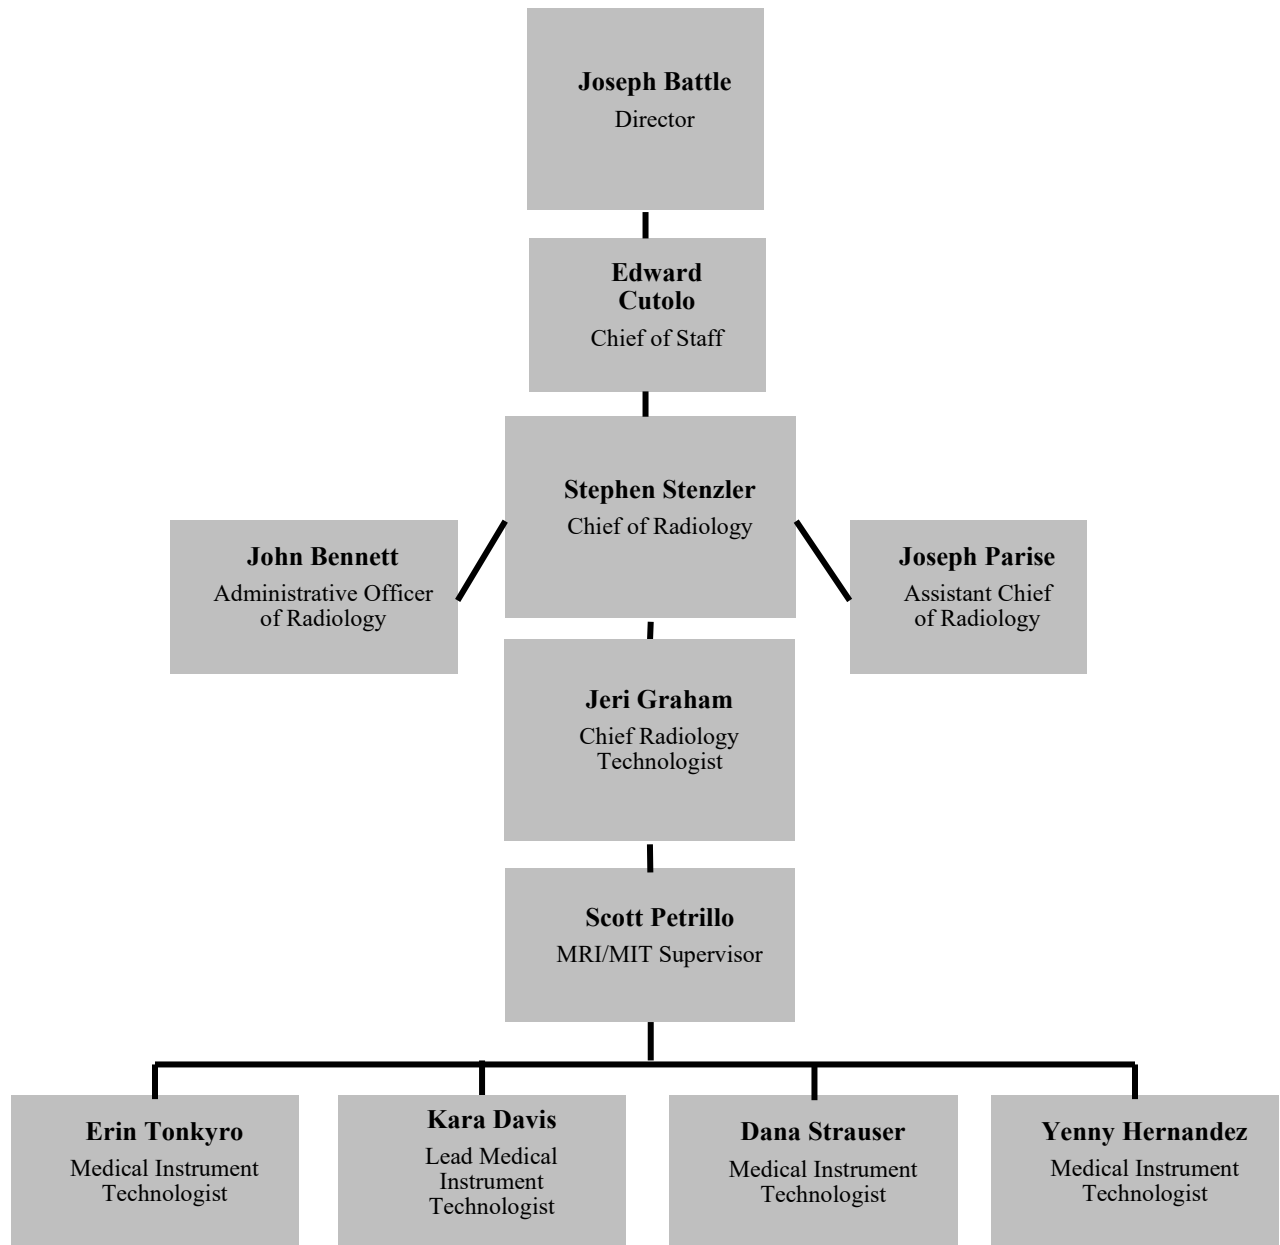 Joseph Battle
Director
Edward
Cutolo
Chief of Staff
Stephen Stenzler
Chief of Radiology
John Bennett
Administrative Officer
of Radiology
Joseph Parise
Assistant Chief
of Radiology
Jeri Graham
Chief Radiology
Technologist
Scott Petrillo
MRI/MIT Supervisor
Erin Tonkyro
Medical Instrument
Technologist
Kara Davis
Lead Medical
Instrument
Technologist
Dana Strauser
Medical Instrument
Technologist
Yenny Hernandez
Medical Instrument
Technologist